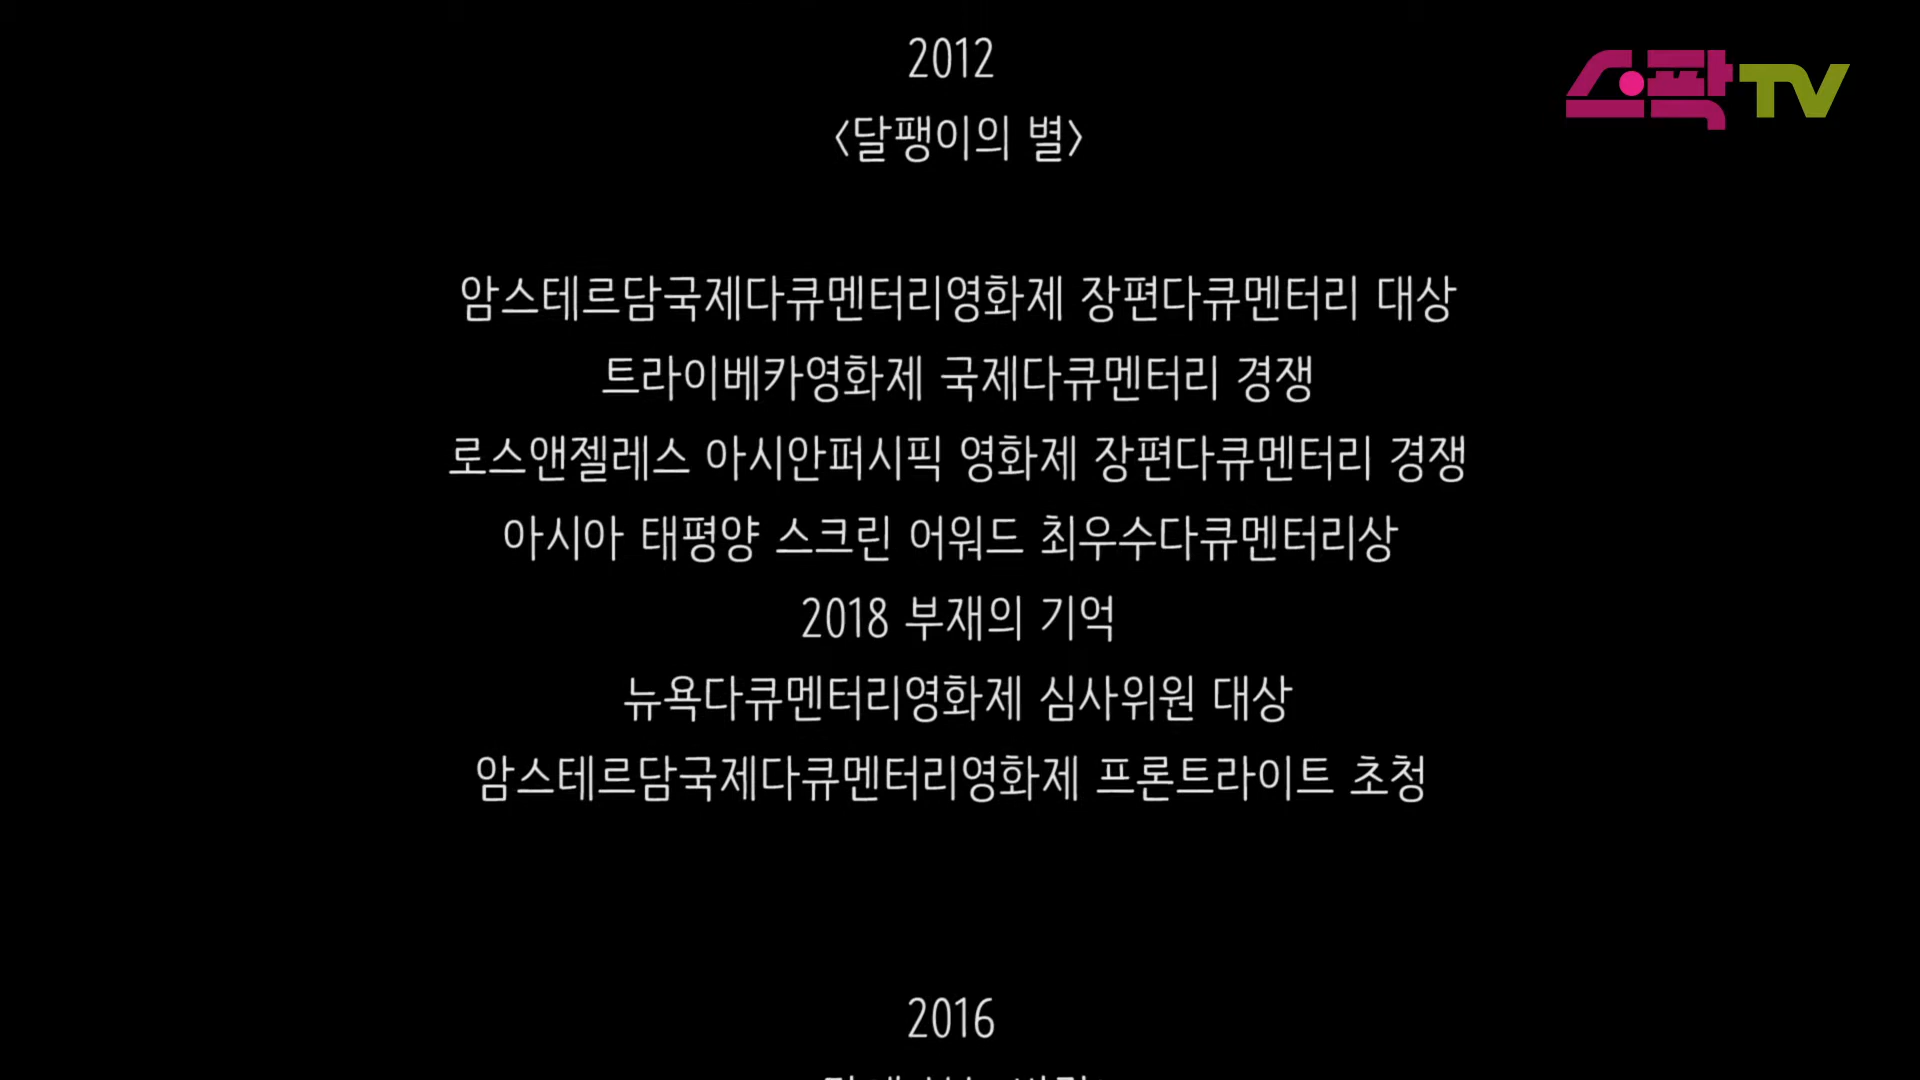 2012
스팍TV
<달팽이의 별>
암스테르담국제다큐멘터리영화제 장편다큐멘터리 대상
트라이베카영화제 국제다큐멘터리 경쟁
로스앤젤레스 아시안퍼시픽 영화제 장편다큐멘터리 경쟁
아시아 태평양 스크린 어워드 최우수다큐멘터리상
2018 부재의 기억
뉴욕다큐멘터리영화제 심사위원 대상
암스테르담국제다큐멘터리영화제 프론트라이트 초청
2016